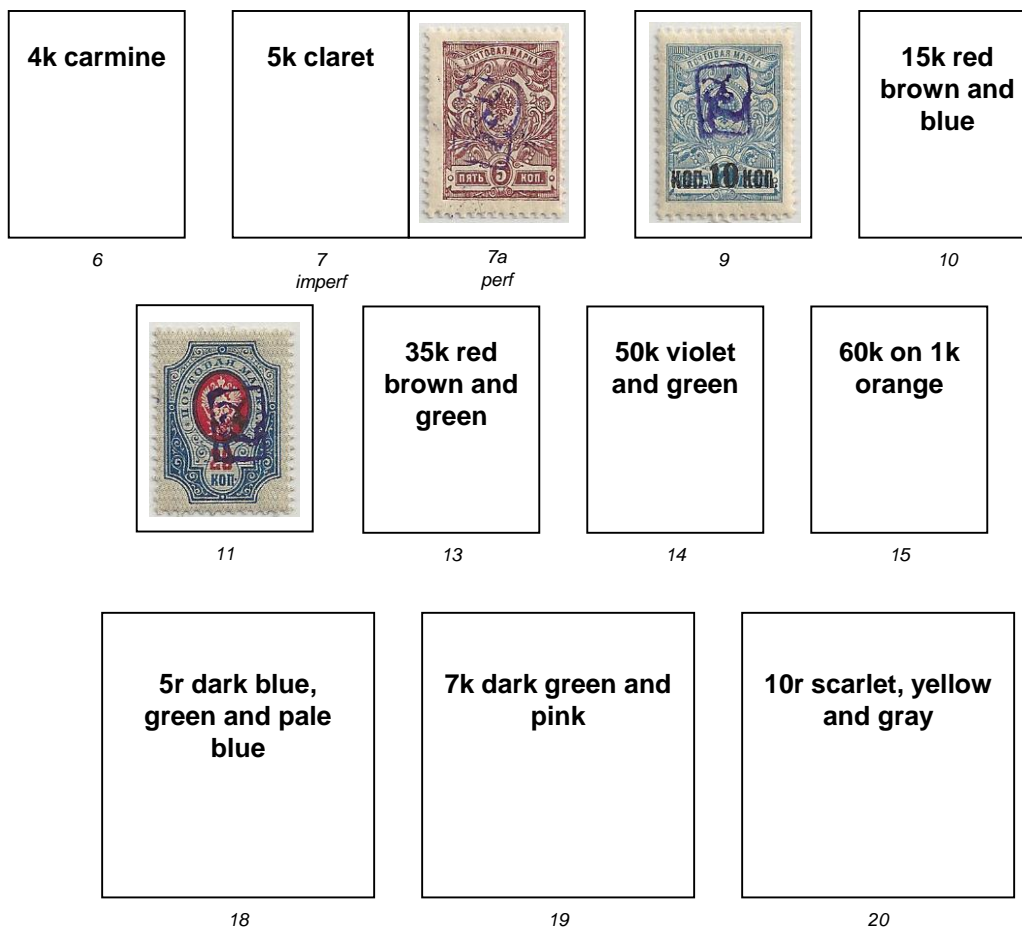 4k carmine
5k claret
ПОЧТОВАЯ МАРКА
ПЯТЬ 5 КОП.
ПОЧТОВАЯ МАРКА
КОП. 10 КОП.
15k red
brown and
blue
6
7
imperf
7a
perf
9
10
ПОЧТОВАЯ МАРКА
20
КОП.
35k red
brown and
green
50k violet
and green
60k on 1k
orange
11
13
14
15
5r dark blue,
green and pale
blue
7k dark green and
pink
10r scarlet, yellow
and gray
18
19
20